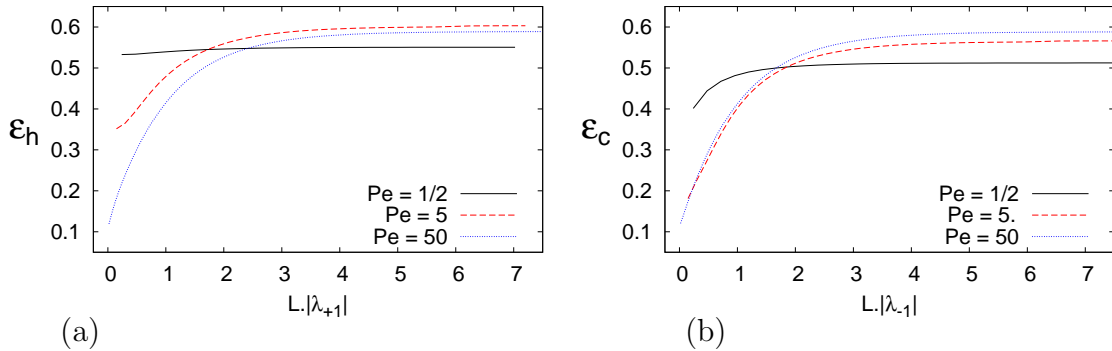 0.6
0.5
0.4
0.3
0.2
0.1
εh
Pe = 1/2
Pe = 5
Pe = 50
0 1 2 3 4 5 6 7
L.|λ+1|
(a)
0.6
0.5
0.4
0.3
0.2
0.1
εc
Pe = 1/2
Pe = 5.
Pe = 50
0 1 2 3 4 5 6 7
L.|λ-1|
(b)